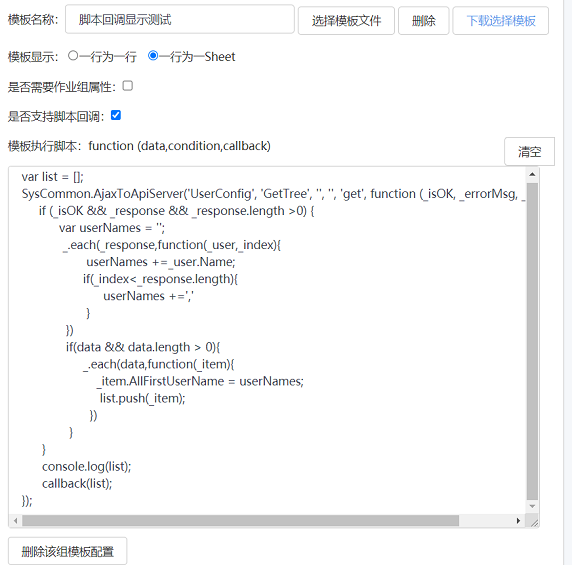 模板名称： 脚本回调显示测试 选择模板文件 删除 下载选择模板
模板显示： 一行为一行 一行为一Sheet
是否需要作业组属性：
是否支持脚本回调：
模板执行脚本：function (data,condition,callback)
清空
var list = [];
SysCommon.AjaxToApiServer('UserConfig', 'GetTree', '', '', 'get', function (_isOK, _errorMsg, _
if (_isOK && _response && _response.length >0) {
var userNames = '';
_.each(_response,function(_user,_index){
userNames +=_user.Name;
if(_index<_response.length){
userNames +=','
}
})
if(data && data.length > 0){
_.each(data,function(_item){
_item.AllFirstUserName = userNames;
list.push(_item);
})
}
}
console.log(list);
callback(list);
});
删除该组模板配置